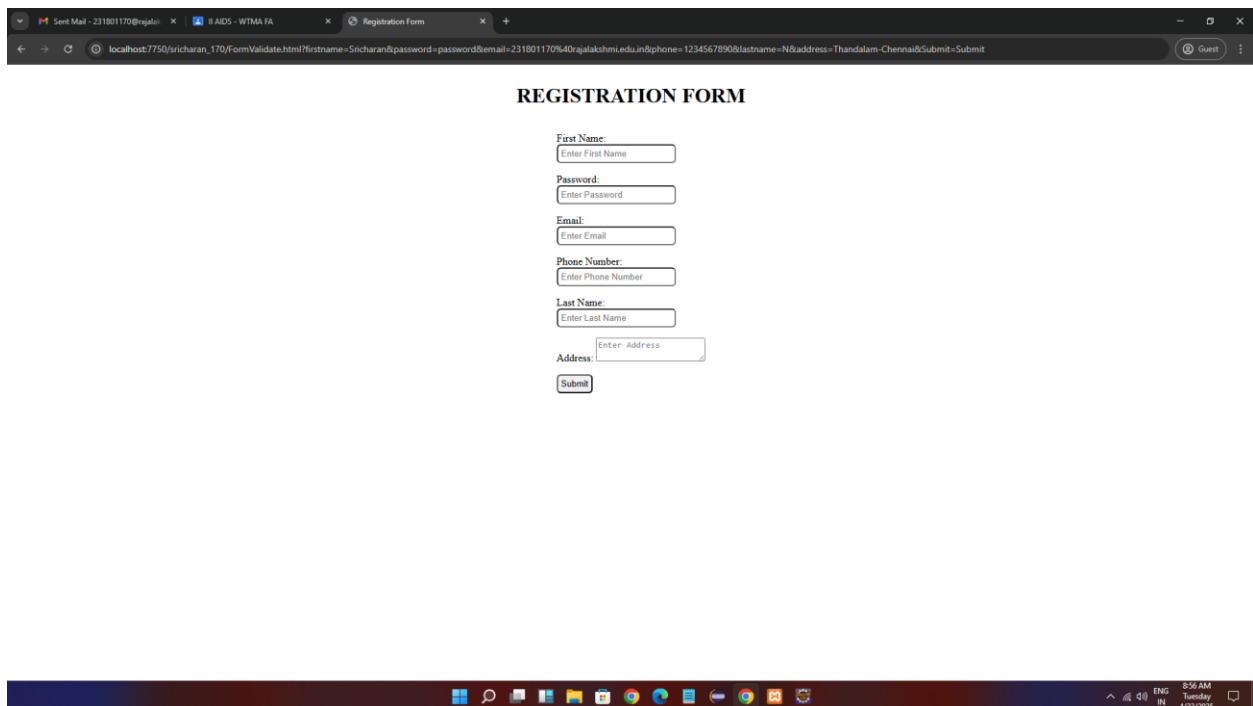 Sent Mail - 231801170@rajalak
II AIDS - WTMA FA
Registration Form
localhost:7750/sricharan_170/FormValidate.html?firstname=Sricharan&password=password&email=231801170%40rajalakshmi.edu.in&phone=1234567890&lastname=N&address=Thandalam-Chennai&Submit=Submit
Guest
REGISTRATION FORM
First Name:
Enter First Name
Password:
Enter Password
Email:
Enter Email
Phone Number:
Enter Phone Number
Last Name:
Enter Last Name
Enter Address
Address:
Submit
ENG
IN
8:56 AM
Tuesday